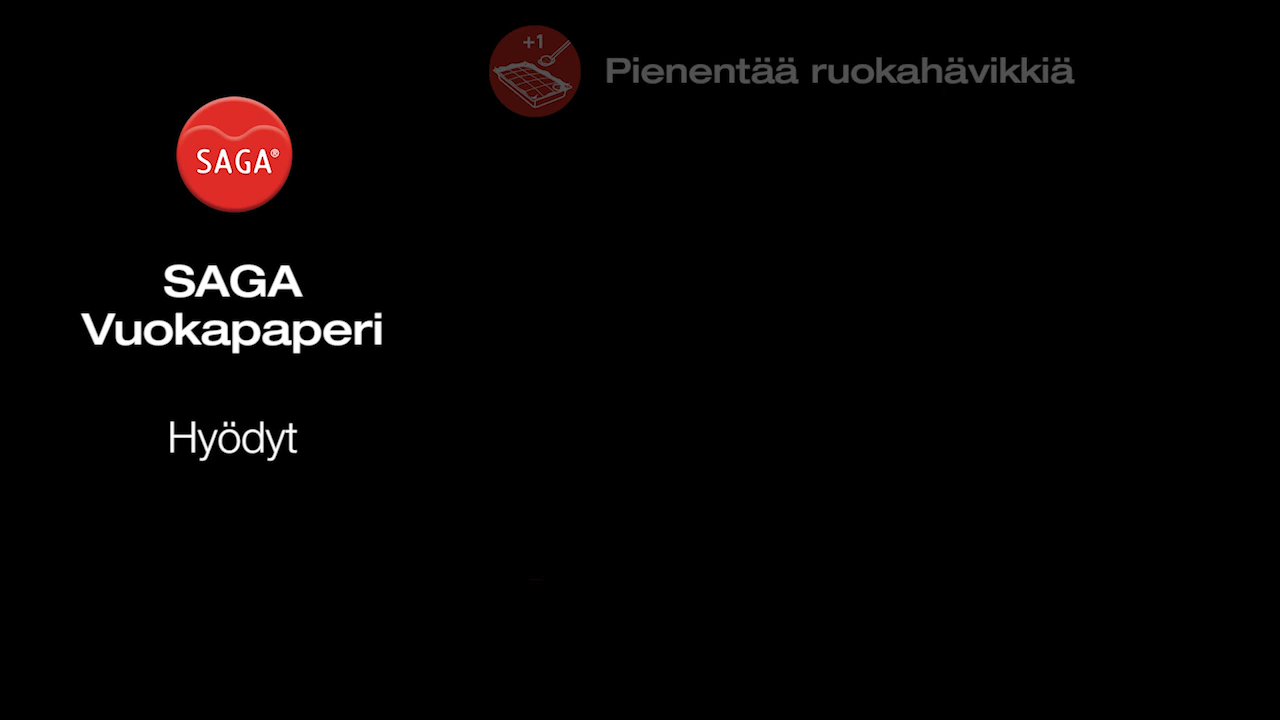 SAGA®
SAGA
Vuokapaperi
Hyödyt
+1
Pienentää ruokahävikkiä